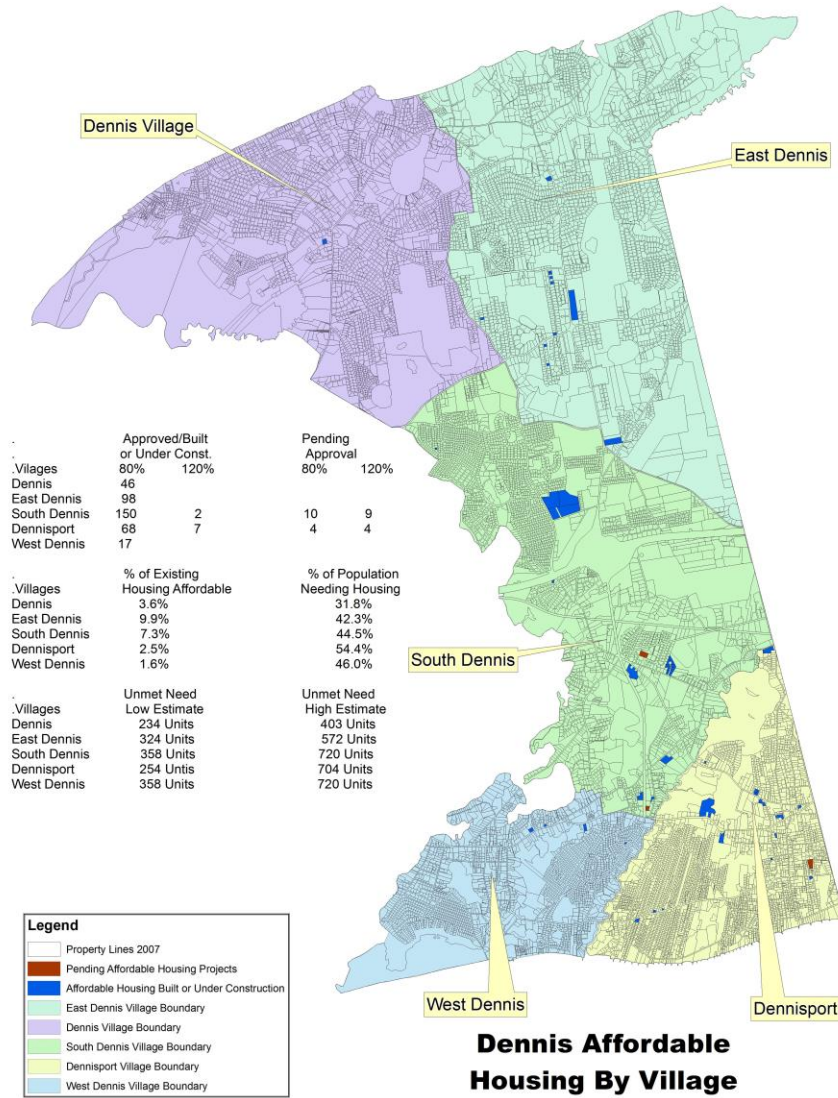 Dennis Village
East Dennis
. Approved/Built Pending
. or Under Const. Approval
.Vilages 80% 120% 80% 120%
Dennis 46
East Dennis 98
South Dennis 150 2 10 9
Dennisport 68 7 4 4
West Dennis 17
. % of Existing % of Population
.Villages Housing Affordable Needing Housing
Dennis 3.6% 31.8%
East Dennis 9.9% 42.3%
South Dennis 7.3% 44.5%
Dennisport 2.5% 54.4%
West Dennis 1.6% 46.0%
South Dennis
. Unmet Need Unmet Need
.Villages Low Estimate High Estimate
Dennis 234 Units 403 Units
East Dennis 324 Units 572 Units
South Dennis 358 Units 720 Units
Dennisport 254 Units 704 Units
West Dennis 358 Units 720 Units
Legend
Property Lines 2007
Pending Affordable Housing Projects
Affordable Housing Built or Under Construction
East Dennis Village Boundary
Dennis Village Boundary
South Dennis Village Boundary
Dennisport Village Boundary
West Dennis Village Boundary
West Dennis
Dennisport
Dennis Affordable
Housing By Village